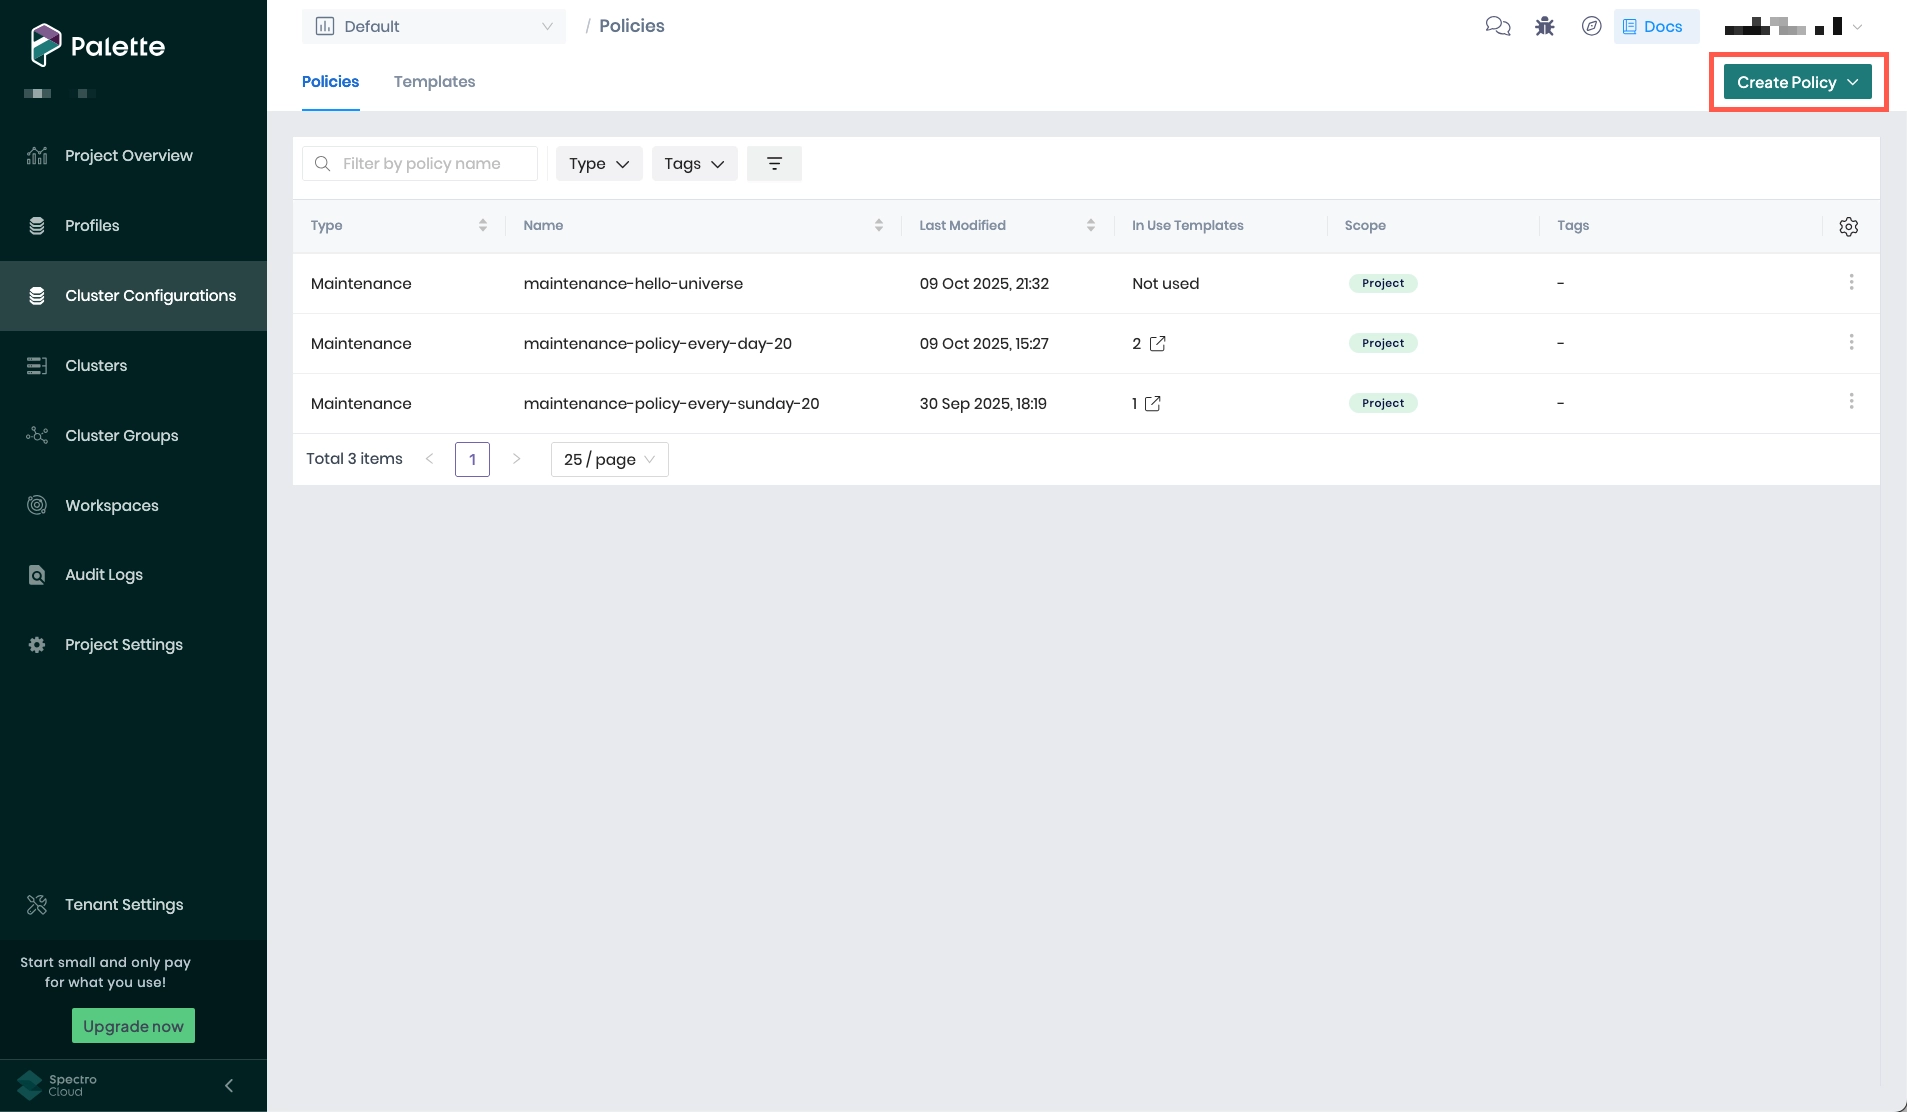 Palette
Project Overview
Profiles
Cluster Configurations
Clusters
Cluster Groups
Workspaces
Audit Logs
Project Settings
Tenant Settings
Start small and only pay
for what you use!
Upgrade now
Spectro
Cloud
Default / Policies
Docs
Policies Templates
Create Policy
Filter by policy name Type Tags
Type Name Last Modified In Use Templates Scope Tags
Maintenance maintenance-hello-universe 09 Oct 2025, 21:32 Not used Project -
Maintenance maintenance-policy-every-day-20 09 Oct 2025, 15:27 2 Project -
Maintenance maintenance-policy-every-sunday-20 30 Sep 2025, 18:19 1 Project -
Total 3 items 1 25 / page